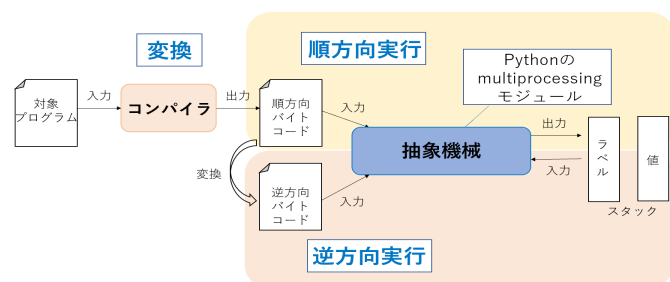 変換
順方向実行
Pythonの
multiprocessing
モジュール
対象
プログラム
入力
コンパイラ
出力
順方向
バイト
コード
入力
抽象機械
出力
入力
ラベル
値
スタック
変換
逆方向
バイト
コード
入力
逆方向実行